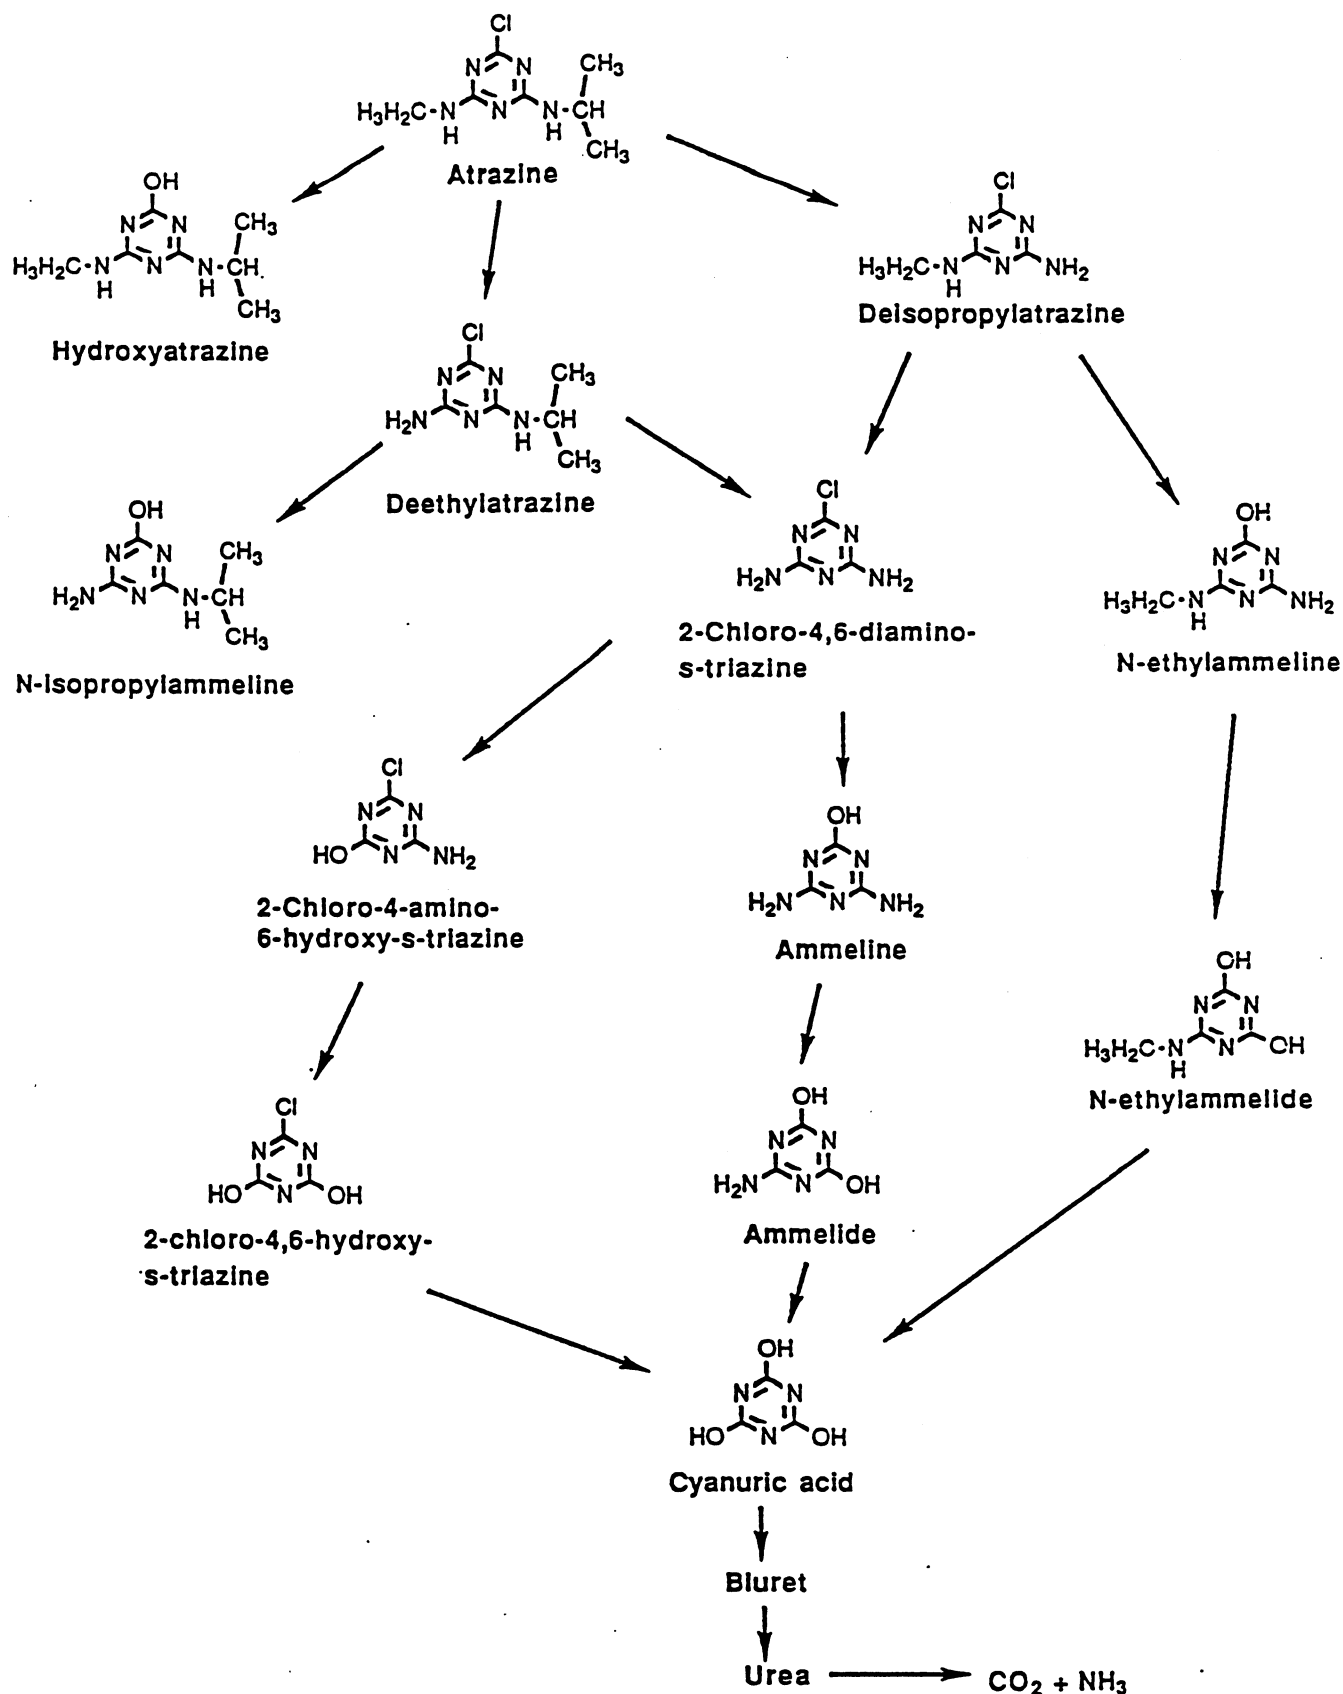 Cl
N N
N
H₃H₂C-N
H
N-CH
H
CH₃
CH₃
Atrazine
OH
N N
N
H₃H₂C-N
H
N-CH
H
CH₃
CH₃
Hydroxyatrazine
Cl
N N
N
H₂N
N-CH
H
CH₃
CH₃
Deethylatrazine
Cl
N N
N
H₃H₂C-N
H
NH₂
Deisopropylatrazine
OH
N N
N
H₂N
N-CH
H
CH₃
CH₃
N-isopropylammeline
Cl
N N
N
H₂N
NH₂
2-Chloro-4,6-diamino-
s-triazine
OH
N N
N
H₃H₂C-N
H
NH₂
N-ethylammeline
Cl
N N
N
HO
NH₂
2-Chloro-4-amino-
6-hydroxy-s-triazine
OH
N N
N
H₂N
NH₂
Ammeline
CH
N N
N
H₃H₂C-N
H
CH
N-ethylammelide
Cl
N N
N
HO
OH
2-chloro-4,6-hydroxy-
s-triazine
OH
N N
N
H₂N
OH
Ammelide
OH
N N
N
HO
OH
Cyanuric acid
Biuret
Urea
CO₂ + NH₃